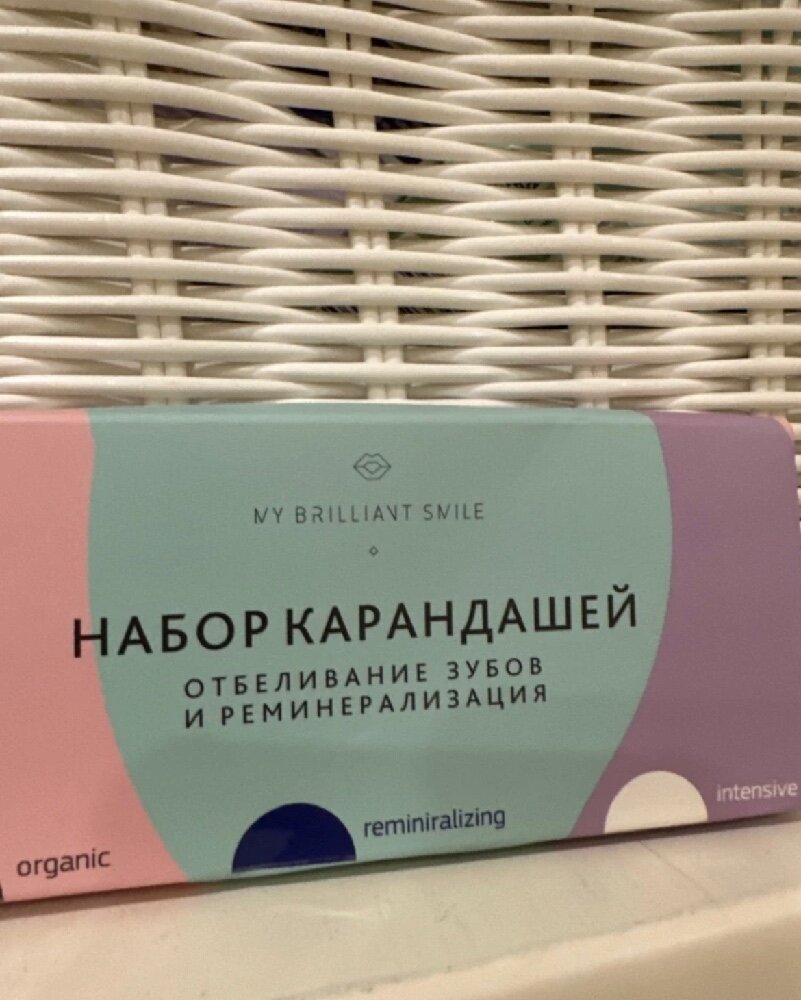 MY BRILLIANT SMILE
НАБОР КАРАНДАШЕЙ
ОТБЕЛИВАНИЕ ЗУБОВ
И РЕМИНЕРАЛИЗАЦИЯ
organic
reminiralizing
intensive